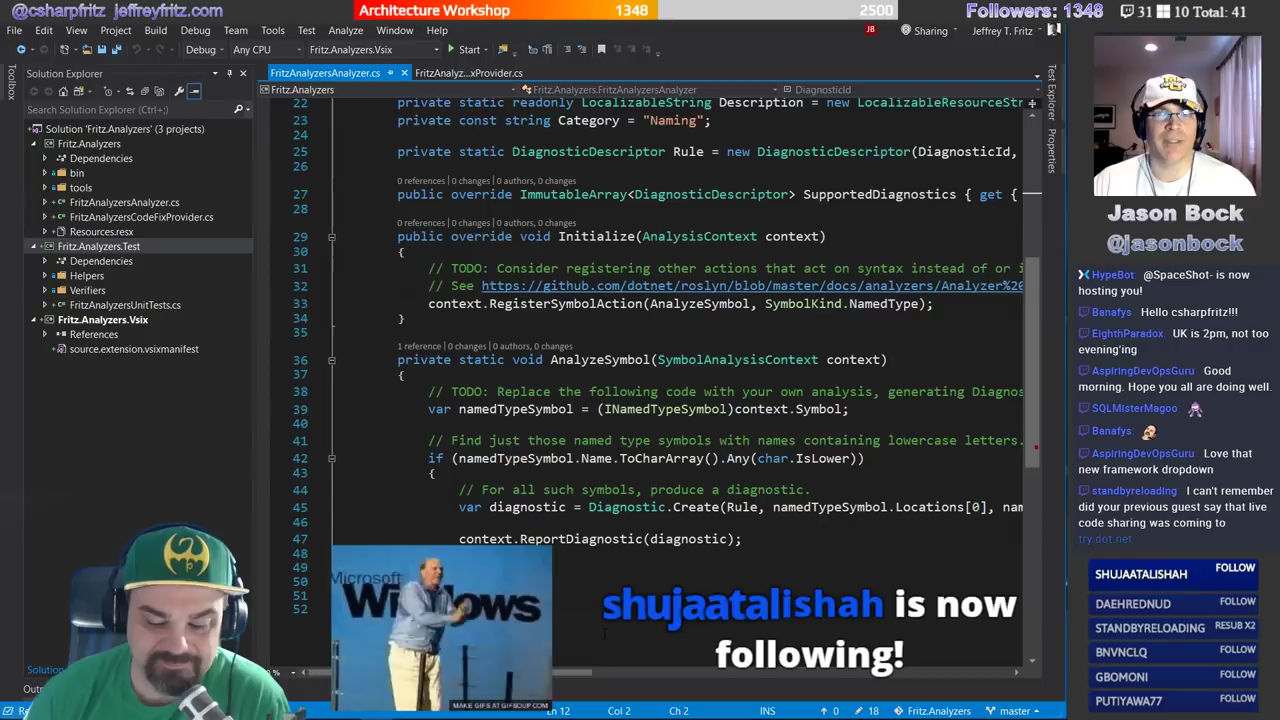 @csharpfritz jeffreyfritz.com
Architecture Workshop 1348 2500
Followers: 1348 31 10 Total: 41
File Edit View Project Build Debug Team Tools Test Analyze Window Help
JB Sharing Jeffrey T. Fritz
Debug Any CPU Fritz.Analyzers.Vsix Start
Toolbox
Solution Explorer
Search Solution Explorer (Ctrl+;)
Solution 'Fritz.Analyzers' (3 projects)
Fritz.Analyzers
Dependencies
bin
tools
FritzAnalyzersAnalyzer.cs
FritzAnalyzersCodeFixProvider.cs
Resources.resx
Fritz.Analyzers.Test
Dependencies
Helpers
Verifiers
FritzAnalyzersUnitTests.cs
Fritz.Analyzers.Vsix
References
source.extension.vsixmanifest
FritzAnalyzersAnalyzer.cs FritzAnalyz...xProvider.cs
Fritz.Analyzers Fritz.Analyzers.FritzAnalyzersAnalyzer DiagnosticId
22 private static readonly LocalizableString Description = new LocalizableResourceStr
23 private const string Category = "Naming";
24
25 private static DiagnosticDescriptor Rule = new DiagnosticDescriptor(DiagnosticId,
26
0 references | 0 changes | 0 authors, 0 changes
27 public override ImmutableArray<DiagnosticDescriptor> SupportedDiagnostics { get {
28
0 references | 0 changes | 0 authors, 0 changes
29 public override void Initialize(AnalysisContext context)
30 {
31 // TODO: Consider registering other actions that act on syntax instead of or i
32 // See https://github.com/dotnet/roslyn/blob/master/docs/analyzers/Analyzer%20
33 context.RegisterSymbolAction(AnalyzeSymbol, SymbolKind.NamedType);
34 }
35
1 reference | 0 changes | 0 authors, 0 changes
36 private static void AnalyzeSymbol(SymbolAnalysisContext context)
37 {
38 // TODO: Replace the following code with your own analysis, generating Diagnos
39 var namedTypeSymbol = (INamedTypeSymbol)context.Symbol;
40
41 // Find just those named type symbols with names containing lowercase letters.
42 if (namedTypeSymbol.Name.ToCharArray().Any(char.IsLower))
43 {
44 // For all such symbols, produce a diagnostic.
45 var diagnostic = Diagnostic.Create(Rule, namedTypeSymbol.Locations[0], nam
46
47 context.ReportDiagnostic(diagnostic);
48
49
50
51
52
Test Explorer
Properties
Microsoft
Windows
MAKE GIFS AT GIFSOUP.COM
shujaatalishah is now
following!
Ln 12 Col 2 Ch 2 INS 0 18 Fritz.Analyzers master
Jason Bock
@jasonbock
HypeBot: @SpaceShot- is now
hosting you!
Banafys: Hello csharpfritz!!!
EighthParadox: UK is 2pm, not too
evening'ing
AspiringDevOpsGuru: Good
morning. Hope you all are doing well.
SQLMisterMagoo:
Banafys:
AspiringDevOpsGuru: Love that
new framework dropdown
standbyreloading: I can't remember
did your previous guest say that live
code sharing was coming to
try.dot.net
SHUJAATALISHAH FOLLOW
DAEHREDNUD FOLLOW
STANDBYRELOADING RESUB X2
BNVNCLQ FOLLOW
GBOMONI FOLLOW
PUTIYAWA77 FOLLOW